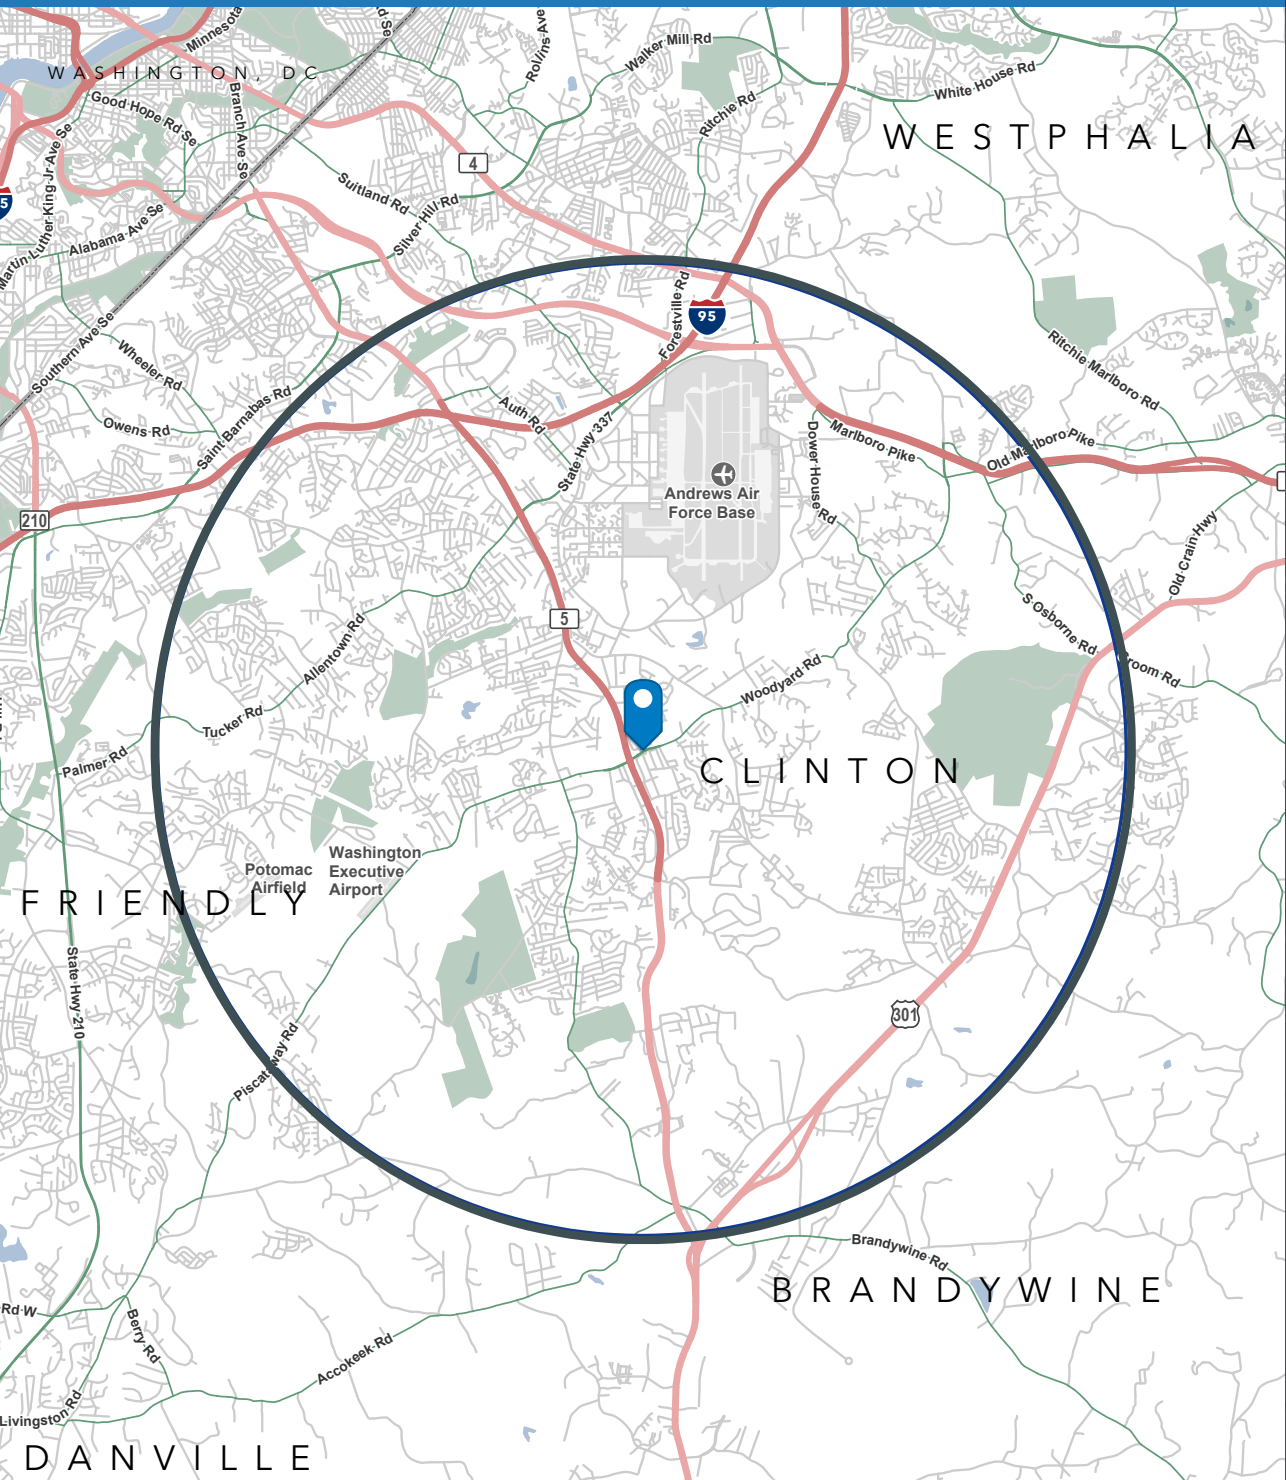 Minnesota
WASHINGTON, DC
Good Hope Rd Se
Branch Ave Se
Rollins Ave
Walker Mill Rd
White House Rd
Ritchie Rd
WESTPHALIA
4
Martin Luther King Jr Ave Se
Suitland Rd
Silver Hill Rd
Alabama Ave Se
5
Southern Ave Se
Wheeler Rd
Forestville Rd
95
Ritchie Marlboro Rd
Owens Rd
Saint Barnabas Rd
Auth Rd
State Hwy 337
Marlboro Pike
Old Marlboro Pike
Dower House Rd
Andrews Air
Force Base
210
Old Crain Hwy
5
S Osborne Rd
Croom Rd
Allentown Rd
Woodyard Rd
Tucker Rd
Palmer Rd
CLINTON
Washington
Executive
Airport
Potomac
Airfield
FRIENDLY
State Hwy 210
301
Piscataway Rd
Brandywine Rd
BRANDYWINE
Rd W
Berry Rd
Accokeek Rd
Livingston Rd
DANVILLE